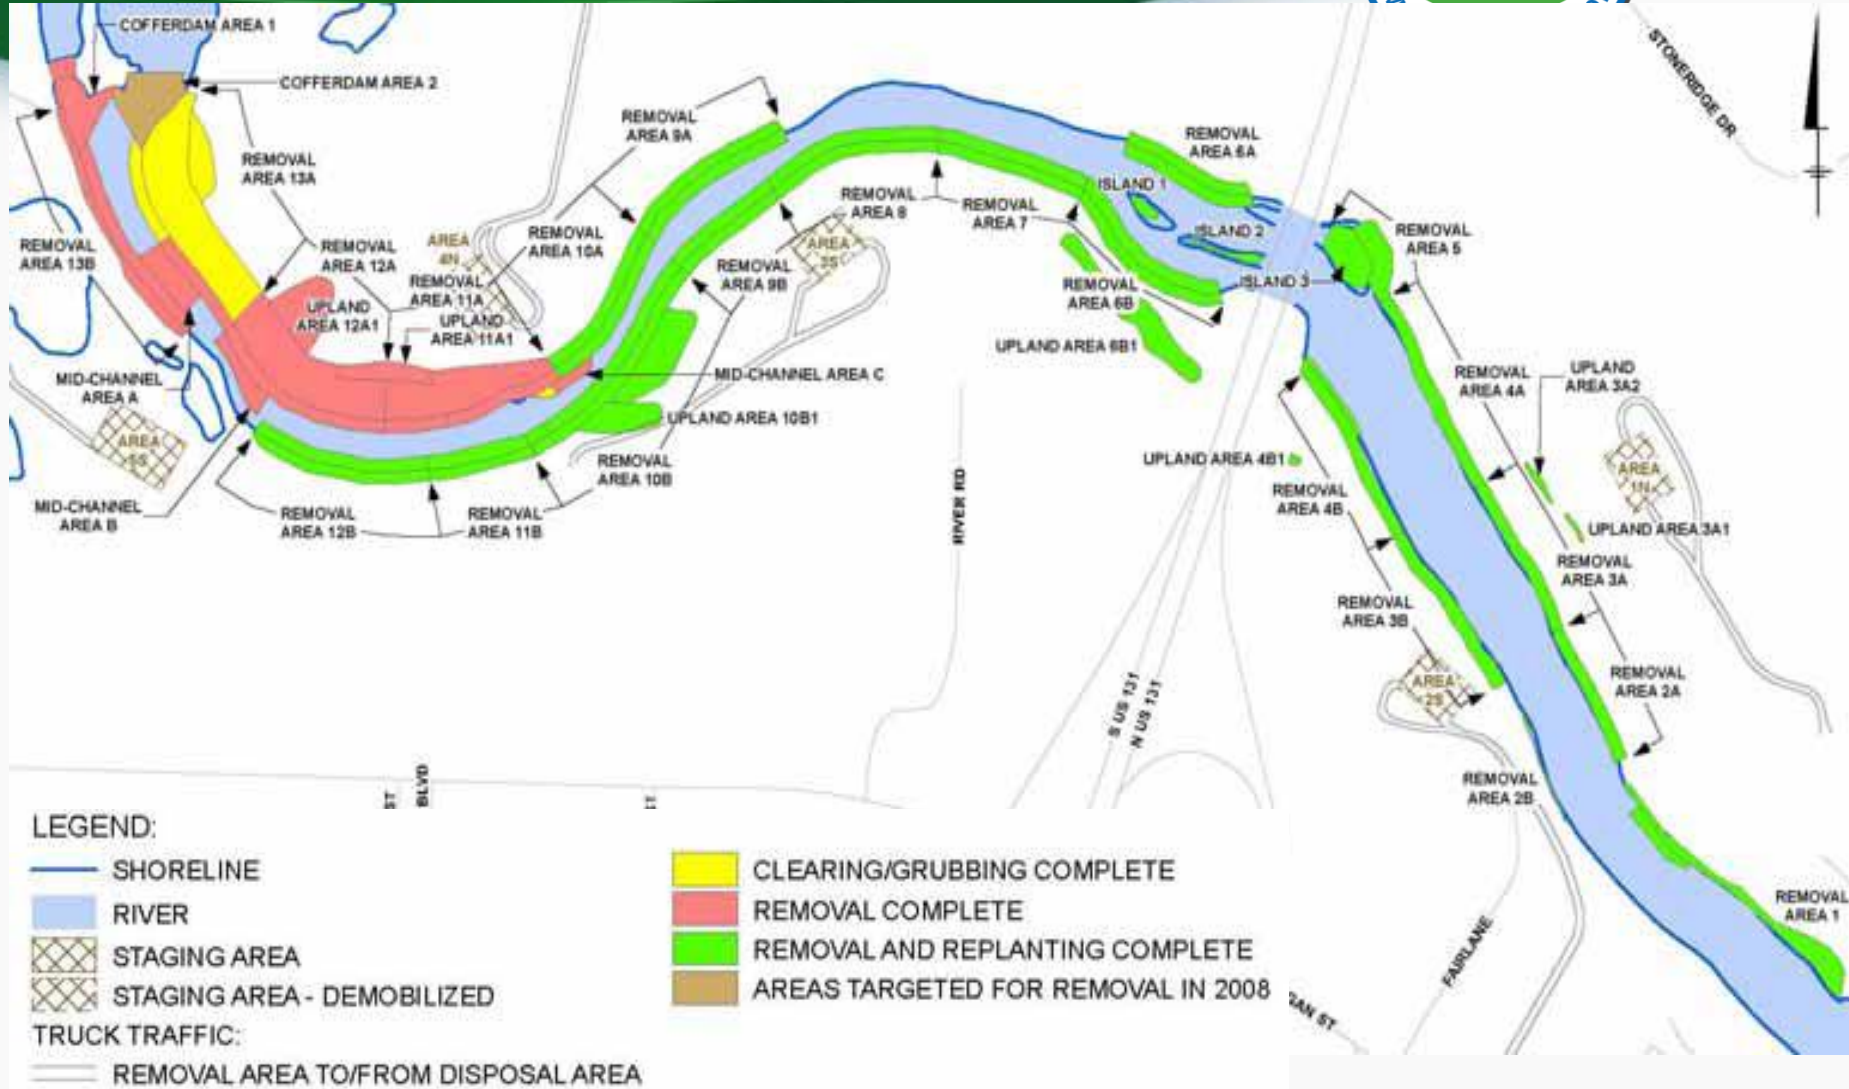 COFFERDAM AREA 1
COFFERDAM AREA 2
REMOVAL
AREA 13A
REMOVAL
AREA 13B
REMOVAL
AREA 12A
UPLAND
AREA 12A1
REMOVAL
AREA 11A
UPLAND
AREA 11A1
AREA
4N
REMOVAL
AREA 10A
REMOVAL
AREA 9A
REMOVAL
AREA 8
AREA
3S
REMOVAL
AREA 9B
REMOVAL
AREA 7
ISLAND 1
REMOVAL
AREA 6A
ISLAND 2
ISLAND 3
REMOVAL
AREA 5
REMOVAL
AREA 6B
UPLAND AREA 6B1
STONERIDGE DR
MID-CHANNEL
AREA A
MID-CHANNEL AREA C
UPLAND AREA 10B1
AREA
5S
MID-CHANNEL
AREA B
REMOVAL
AREA 12B
REMOVAL
AREA 11B
REMOVAL
AREA 10B
RIVER RD
REMOVAL
AREA 4A
UPLAND
AREA 3A2
UPLAND AREA 4B1
REMOVAL
AREA 4B
AREA
1N
UPLAND AREA 3A1
REMOVAL
AREA 3A
REMOVAL
AREA 3B
AREA
2S
REMOVAL
AREA 2A
S US 131
N US 131
REMOVAL
AREA 2B
REMOVAL
AREA 1
ST
BLVD
ST
FAIRLANE
GAN ST
LEGEND:
SHORELINE
RIVER
STAGING AREA
STAGING AREA - DEMOBILIZED
TRUCK TRAFFIC:
REMOVAL AREA TO/FROM DISPOSAL AREA
CLEARING/GRUBBING COMPLETE
REMOVAL COMPLETE
REMOVAL AND REPLANTING COMPLETE
AREAS TARGETED FOR REMOVAL IN 2008